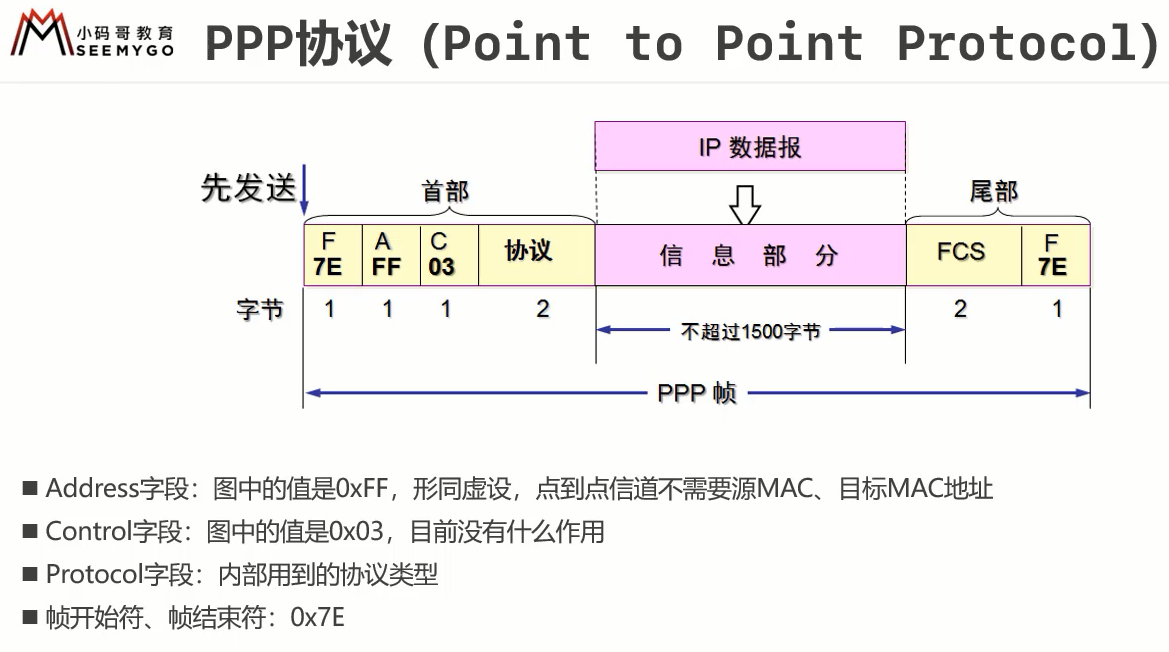 小码哥教育
SEEMYGO
PPP协议（Point to Point Protocol）
IP 数据报
先发送
首部
尾部
F A C 协议 信息部分 FCS F
7E FF 03 7E
字节 1 1 1 2 2 1
不超过1500字节
PPP 帧
■ Address字段：图中的值是0xFF，形同虚设，点到点信道不需要源MAC、目标MAC地址
■ Control字段：图中的值是0x03，目前没有什么作用
■ Protocol字段：内部用到的协议类型
■ 帧开始符、帧结束符：0x7E